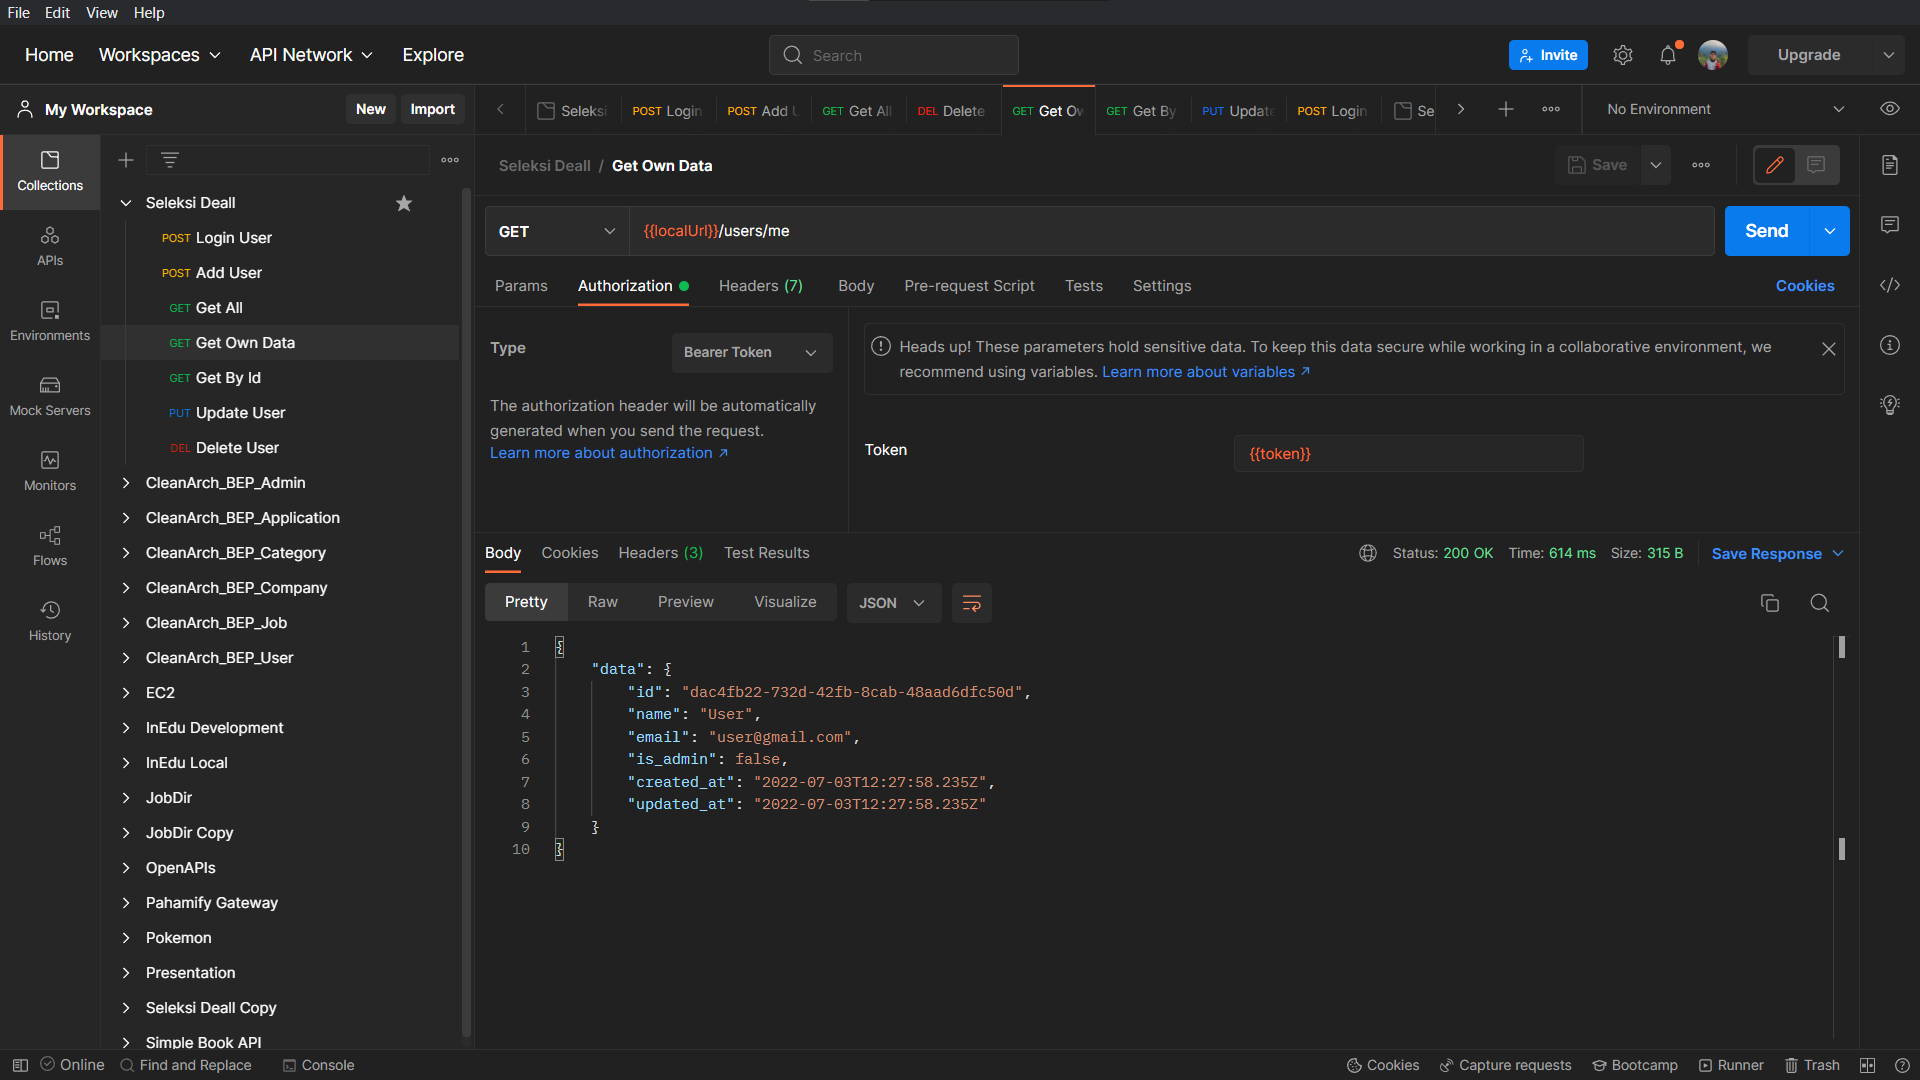 File Edit View Help
Home Workspaces API Network Explore Search Invite Upgrade
My Workspace New Import Seleksi POST Login POST Add U GET Get All DEL Delete GET Get Ow GET Get By PUT Update POST Login Se No Environment
Seleksi Deall / Get Own Data Save
Collections
APIs
Environments
Mock Servers
Monitors
Flows
History
Seleksi Deall
POST Login User
POST Add User
GET Get All
GET Get Own Data
GET Get By Id
PUT Update User
DEL Delete User
CleanArch_BEP_Admin
CleanArch_BEP_Application
CleanArch_BEP_Category
CleanArch_BEP_Company
CleanArch_BEP_Job
CleanArch_BEP_User
EC2
InEdu Development
InEdu Local
JobDir
JobDir Copy
OpenAPIs
Pahamify Gateway
Pokemon
Presentation
Seleksi Deall Copy
Simple Book API
GET {{localUrl}}/users/me Send
Params Authorization Headers (7) Body Pre-request Script Tests Settings Cookies
Type Bearer Token
The authorization header will be automatically
generated when you send the request.
Learn more about authorization ↗
Heads up! These parameters hold sensitive data. To keep this data secure while working in a collaborative environment, we
recommend using variables. Learn more about variables ↗
Token {{token}}
Body Cookies Headers (3) Test Results Status: 200 OK Time: 614 ms Size: 315 B Save Response
Pretty Raw Preview Visualize JSON
1 {
2 "data": {
3 "id": "dac4fb22-732d-42fb-8cab-48aad6dfc50d",
4 "name": "User",
5 "email": "user@gmail.com",
6 "is_admin": false,
7 "created_at": "2022-07-03T12:27:58.235Z",
8 "updated_at": "2022-07-03T12:27:58.235Z"
9 }
10 }
Online Find and Replace Console Cookies Capture requests Bootcamp Runner Trash